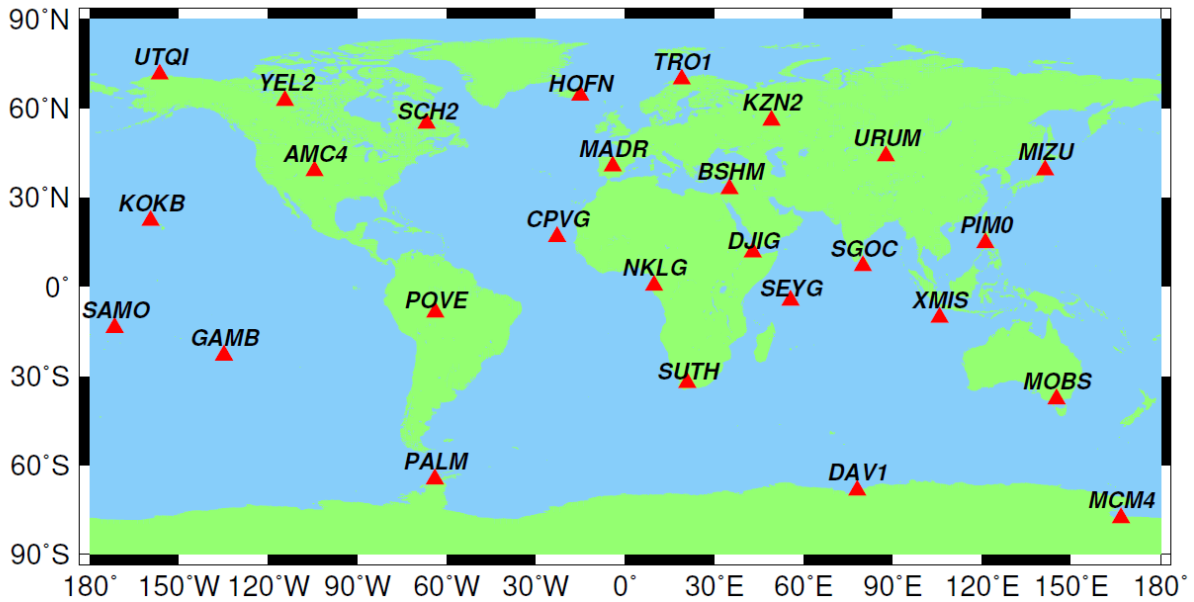 90°N
UTQI
TRO1
YEL2
HOFN
60°N
SCH2
KZN2
AMC4
MADR
URUM
MIZU
BSHM
30°N
KOKB
CPVG
PIM0
DJIG
SGOC
NKLG
0°
SEYG
POVE
XMIS
SAMO
GAMB
30°S
SUTH
MOBS
60°S
PALM
DAV1
MCM4
90°S
180° 150°W 120°W 90°W 60°W 30°W 0° 30°E 60°E 90°E 120°E 150°E 180°